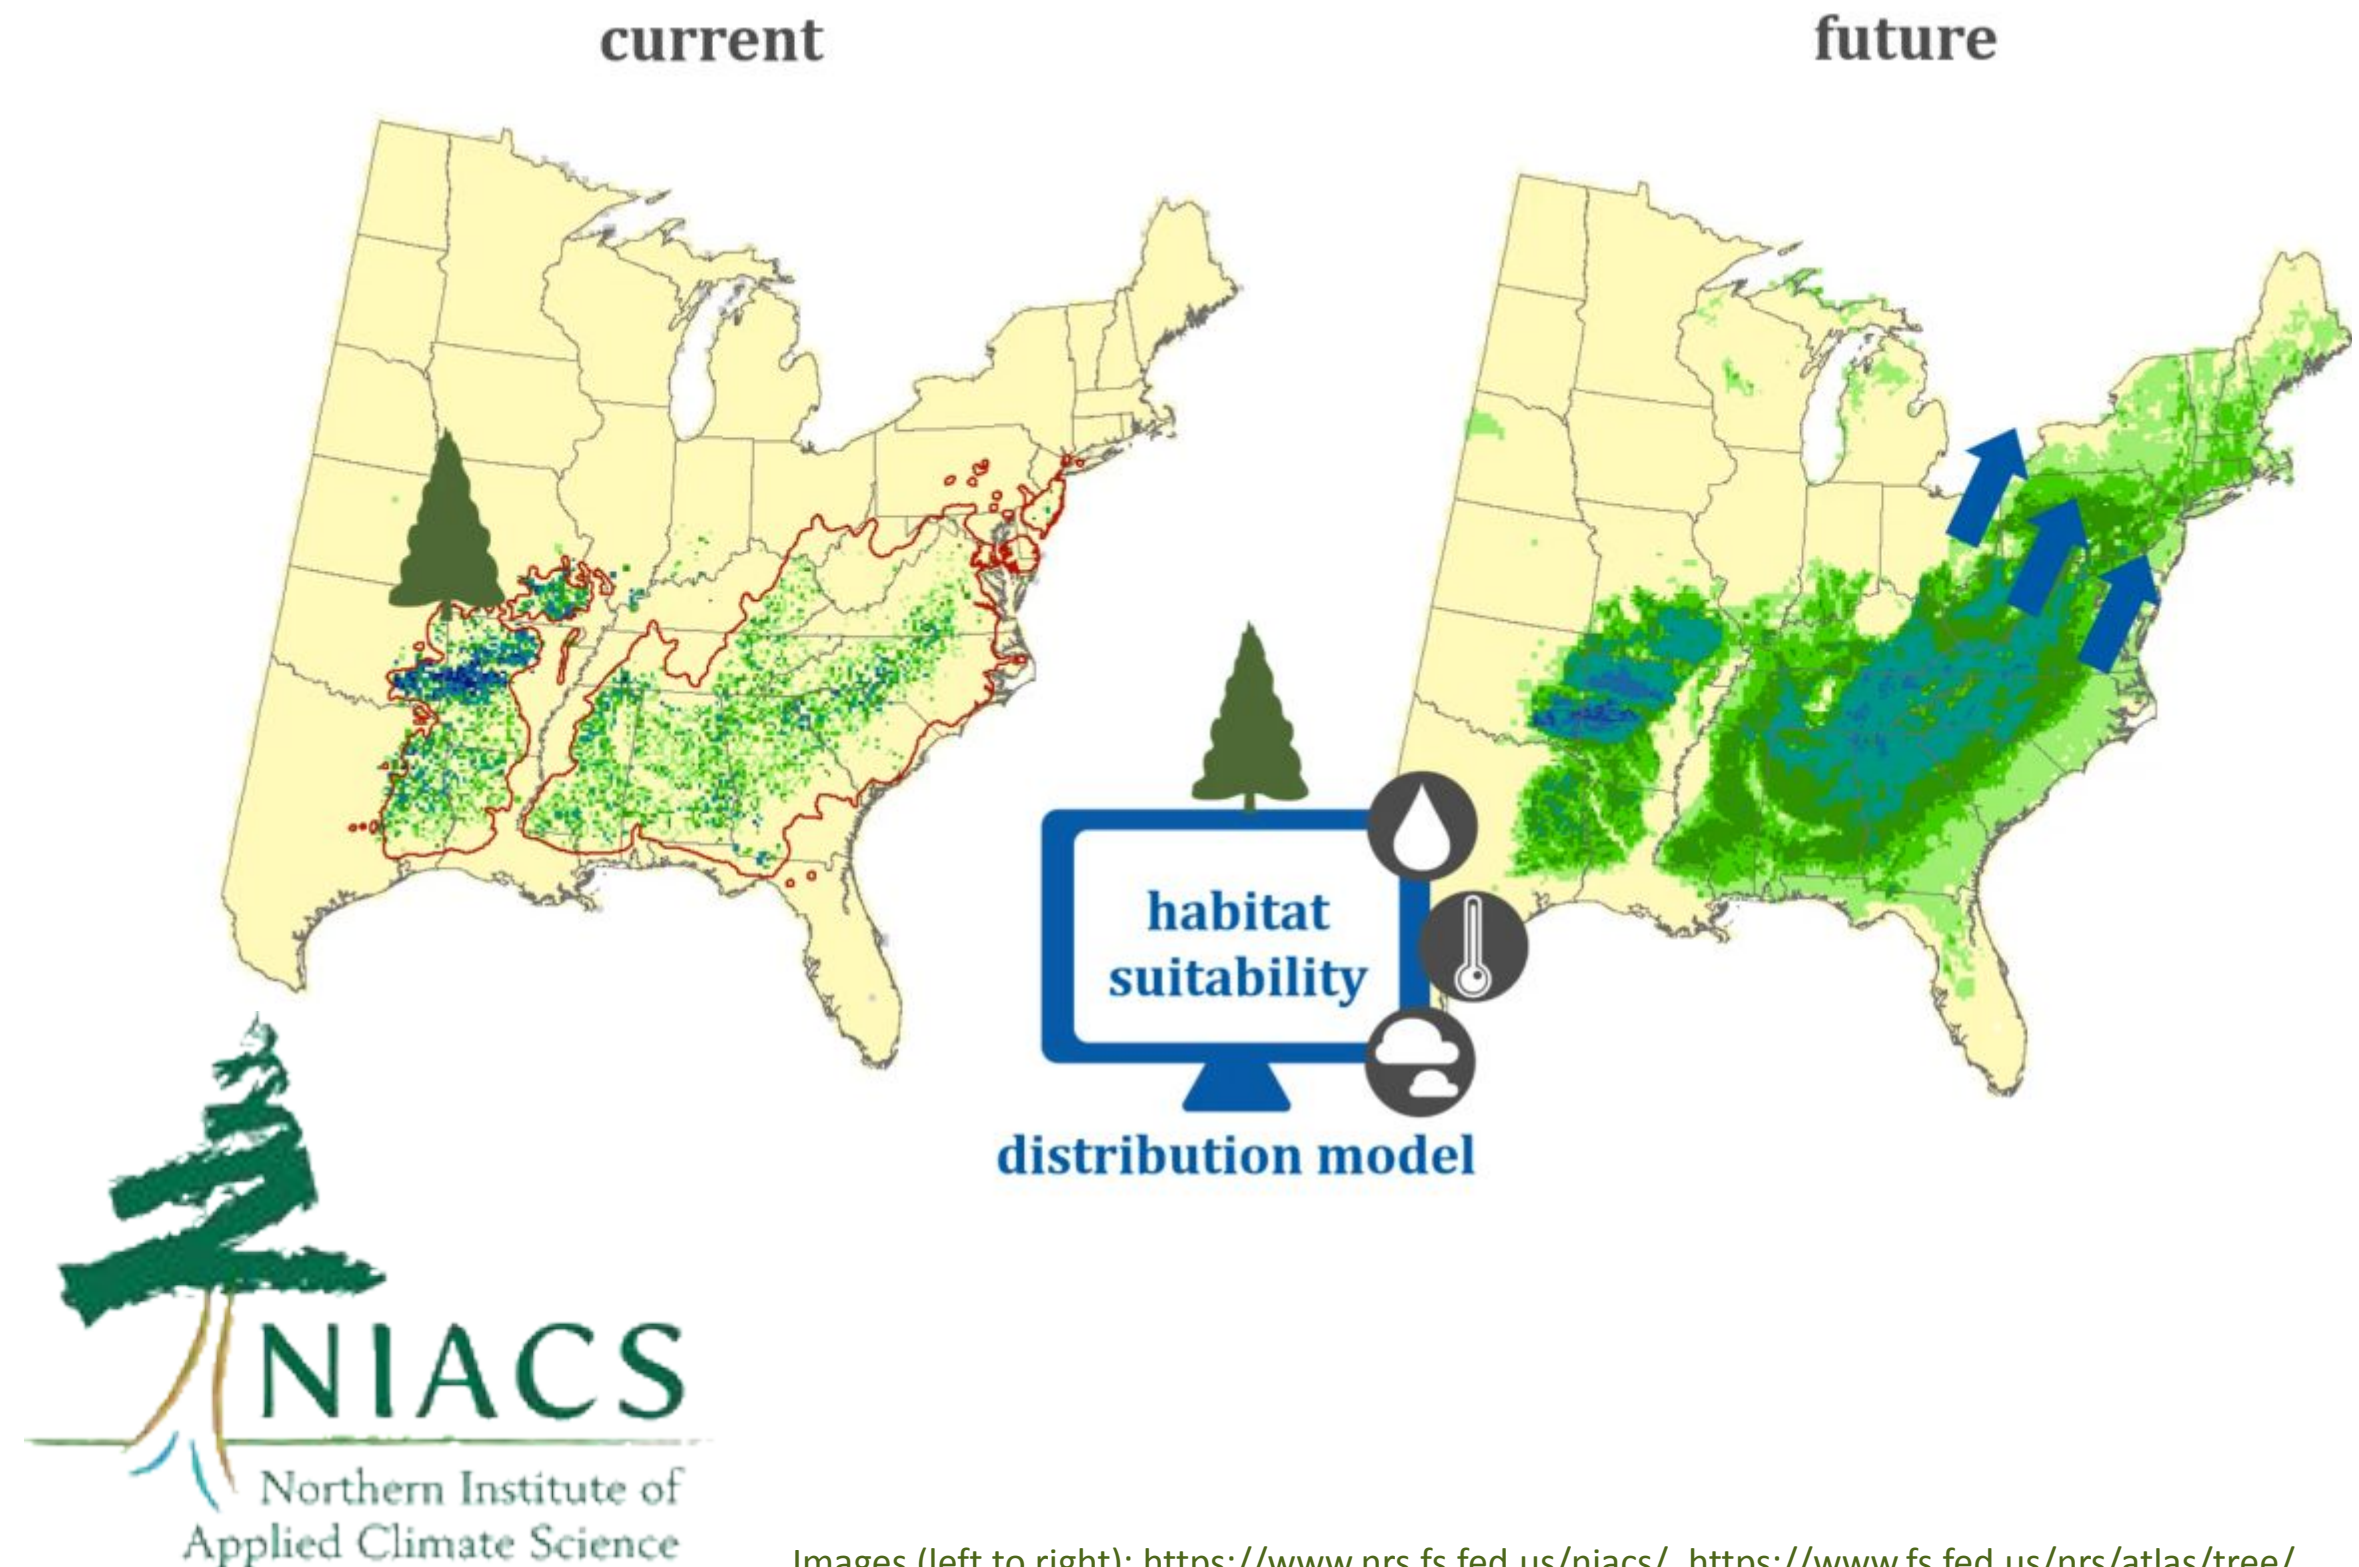 current
future
habitat
suitability
distribution model
NIACS
Northern Institute of
Applied Climate Science
Images (left to right): https://www.nrs.fs.fed.us/niacs/, https://www.fs.fed.us/nrs/atlas/tree/